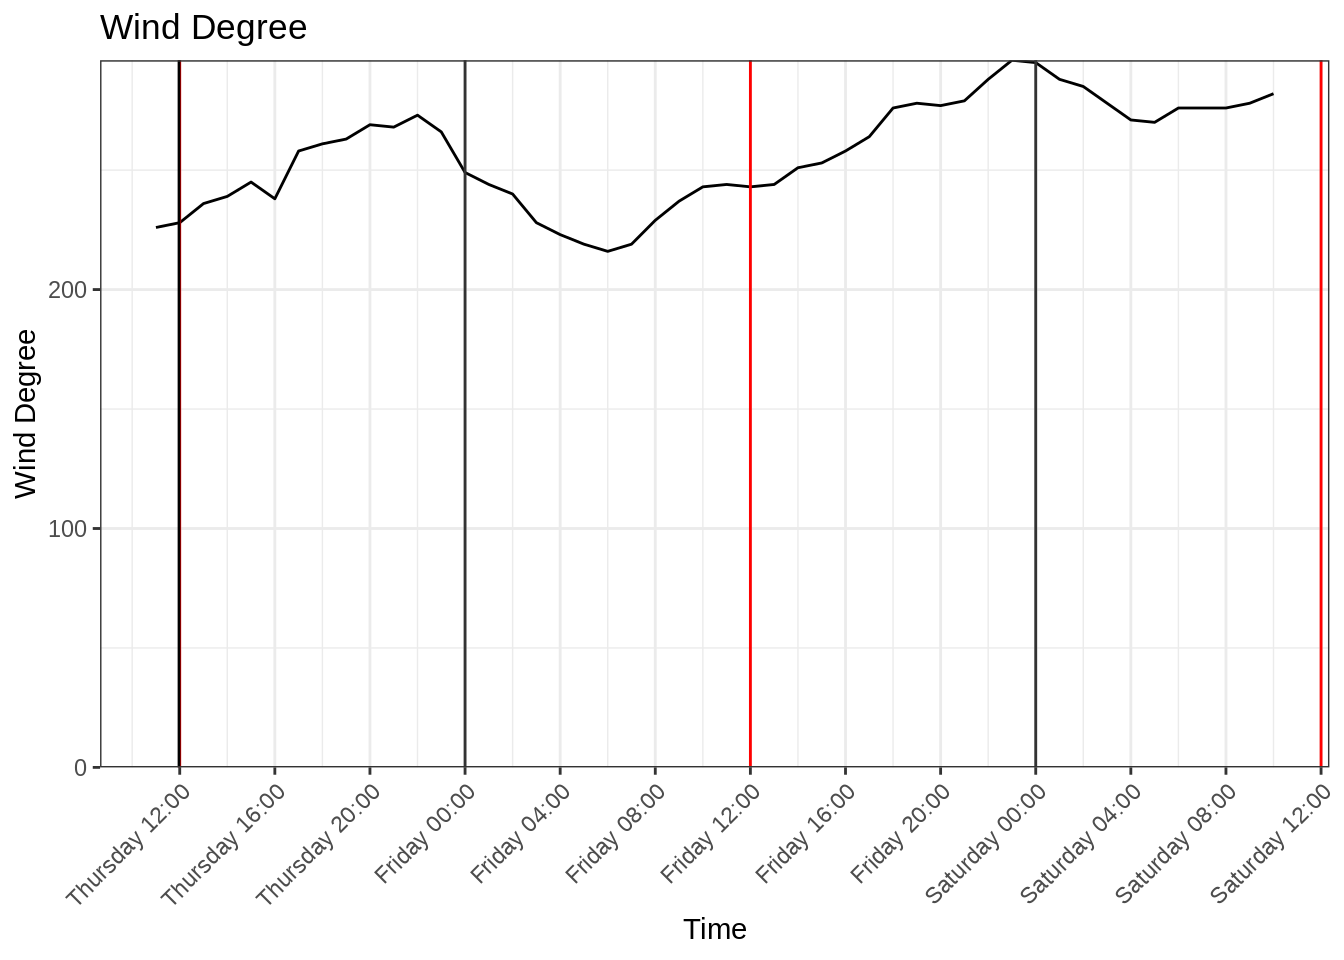 Wind Degree
Wind Degree
200
100
0
Thursday 12:00
Thursday 16:00
Thursday 20:00
Friday 00:00
Friday 04:00
Friday 08:00
Friday 12:00
Friday 16:00
Friday 20:00
Saturday 00:00
Saturday 04:00
Saturday 08:00
Saturday 12:00
Time